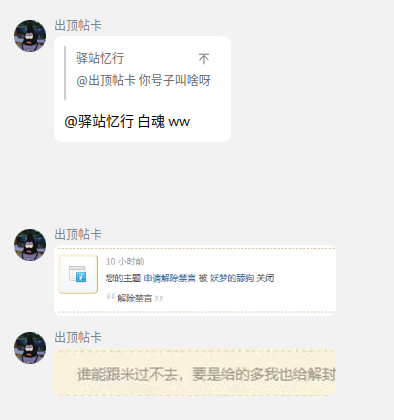 出顶帖卡
驿站忆行 不
@出顶帖卡 你号子叫啥呀
@驿站忆行 白魂 ww
出顶帖卡
10 小时前
您的主题 申请解除禁言 被 妖梦的舔狗 关闭
“ 解除禁言 ”
出顶帖卡
谁能跟米过不去，要是给的多我也给解封